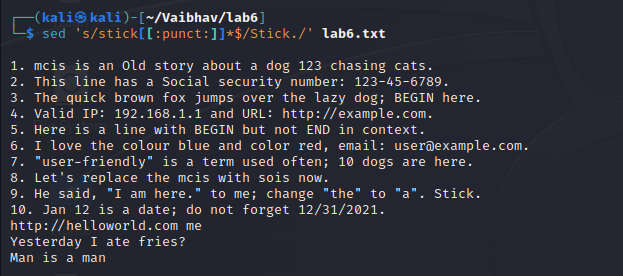 ┌──(kali㉿kali)-[~/Vaibhav/lab6]
└─$ sed 's/stick[[:punct:]]*$/Stick./' lab6.txt
1. mcis is an Old story about a dog 123 chasing cats.
2. This line has a Social security number: 123-45-6789.
3. The quick brown fox jumps over the lazy dog; BEGIN here.
4. Valid IP: 192.168.1.1 and URL: http://example.com.
5. Here is a line with BEGIN but not END in context.
6. I love the colour blue and color red, email: user@example.com.
7. "user-friendly" is a term used often; 10 dogs are here.
8. Let's replace the mcis with sois now.
9. He said, "I am here." to me; change "the" to "a". Stick.
10. Jan 12 is a date; do not forget 12/31/2021.
http://helloworld.com me
Yesterday I ate fries?
Man is a man